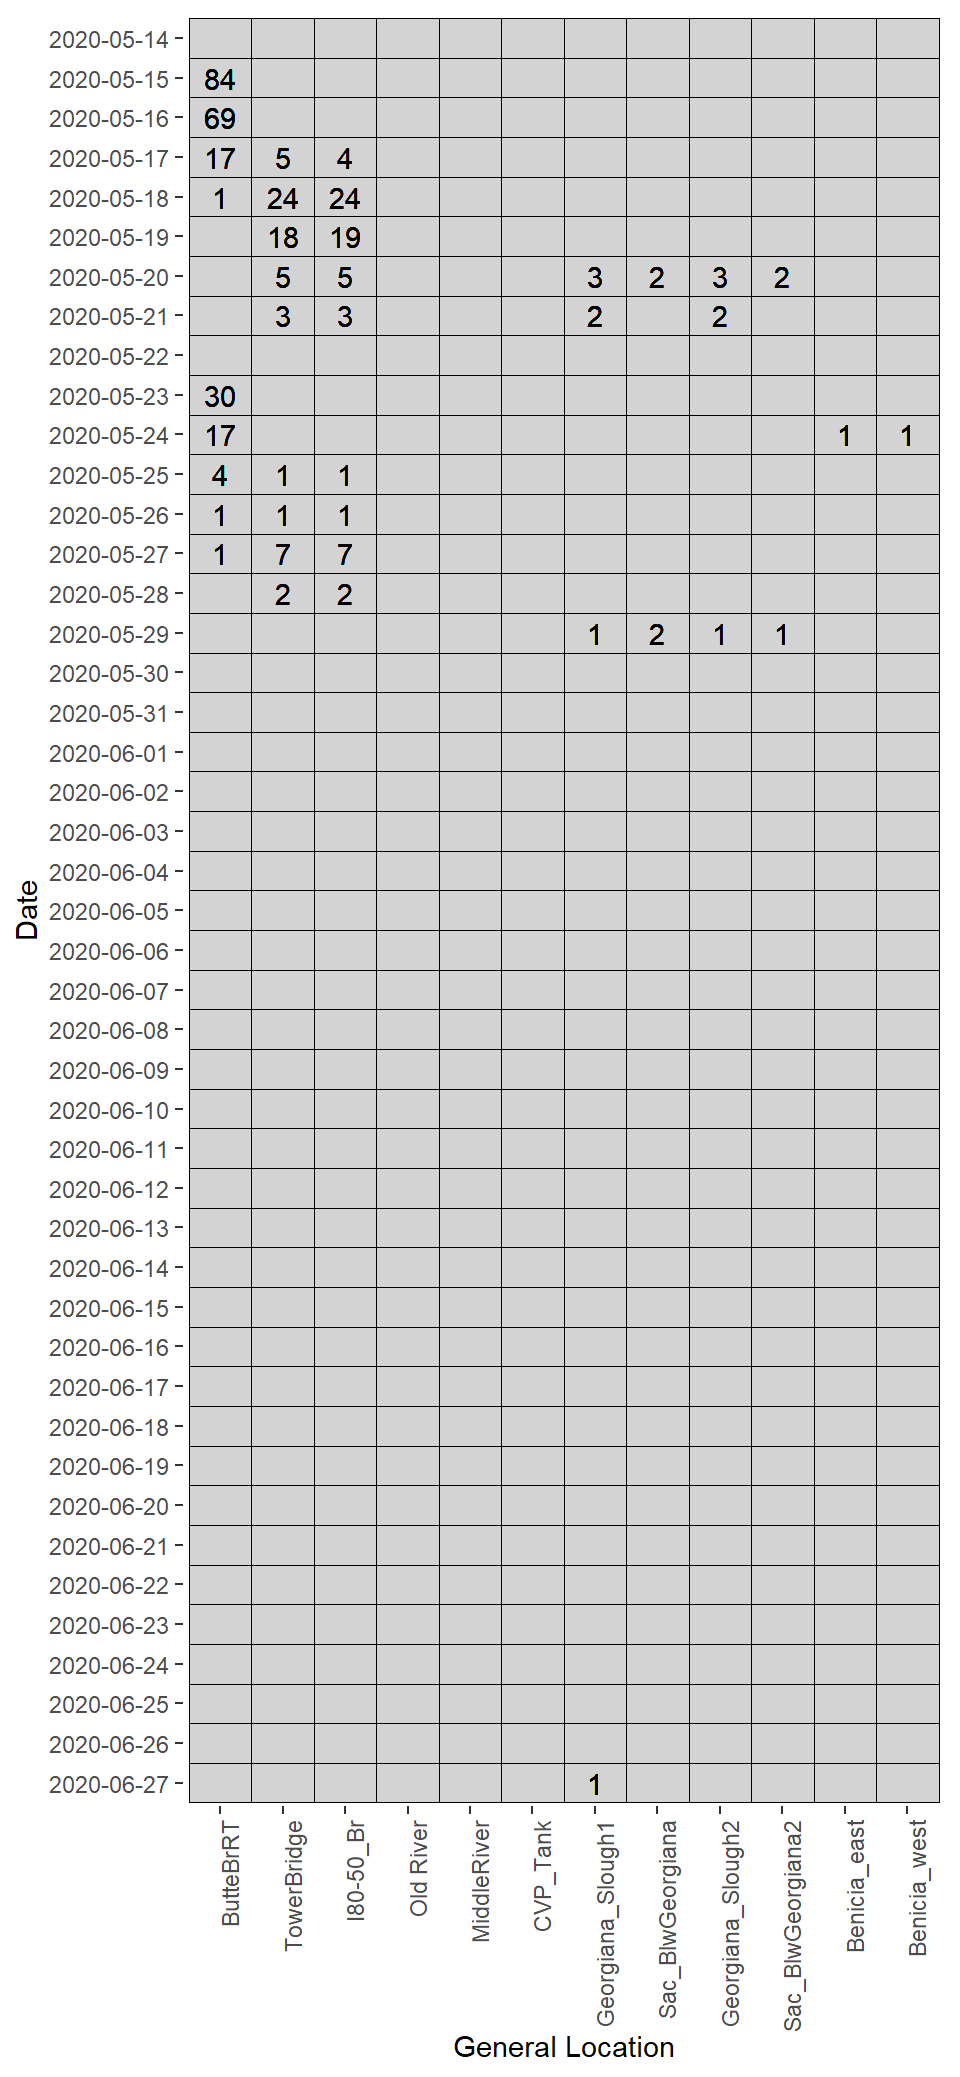 2020-05-14
2020-05-15 84
2020-05-16 69
2020-05-17 17 5 4
2020-05-18 1 24 24
2020-05-19 18 19
2020-05-20 5 5 3 2 3 2
2020-05-21 3 3 2 2
2020-05-22
2020-05-23 30
2020-05-24 17 1 1
2020-05-25 4 1 1
2020-05-26 1 1 1
2020-05-27 1 7 7
2020-05-28 2 2
2020-05-29 1 2 1 1
2020-05-30
2020-05-31
2020-06-01
2020-06-02
2020-06-03
2020-06-04
2020-06-05
2020-06-06
2020-06-07
2020-06-08
2020-06-09
2020-06-10
2020-06-11
2020-06-12
2020-06-13
2020-06-14
2020-06-15
2020-06-16
2020-06-17
2020-06-18
2020-06-19
2020-06-20
2020-06-21
2020-06-22
2020-06-23
2020-06-24
2020-06-25
2020-06-26
2020-06-27 1
Date
ButteBrRT
TowerBridge
I80-50_Br
Old River
MiddleRiver
CVP_Tank
Georgiana_Slough1
Sac_BlwGeorgiana
Georgiana_Slough2
Sac_BlwGeorgiana2
Benicia_east
Benicia_west
General Location